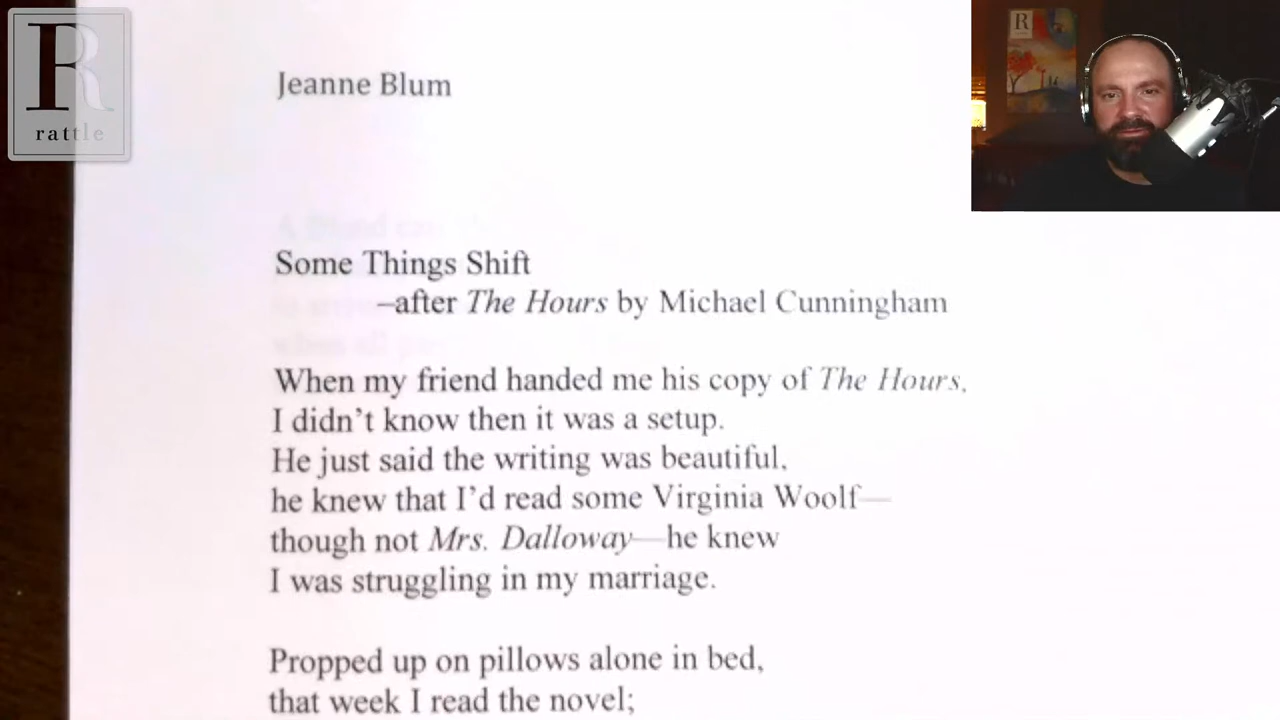 R
rattle
R
Jeanne Blum
Some Things Shift
–after The Hours by Michael Cunningham
When my friend handed me his copy of The Hours,
I didn't know then it was a setup.
He just said the writing was beautiful,
he knew that I'd read some Virginia Woolf—
though not Mrs. Dalloway—he knew
I was struggling in my marriage.
Propped up on pillows alone in bed,
that week I read the novel;